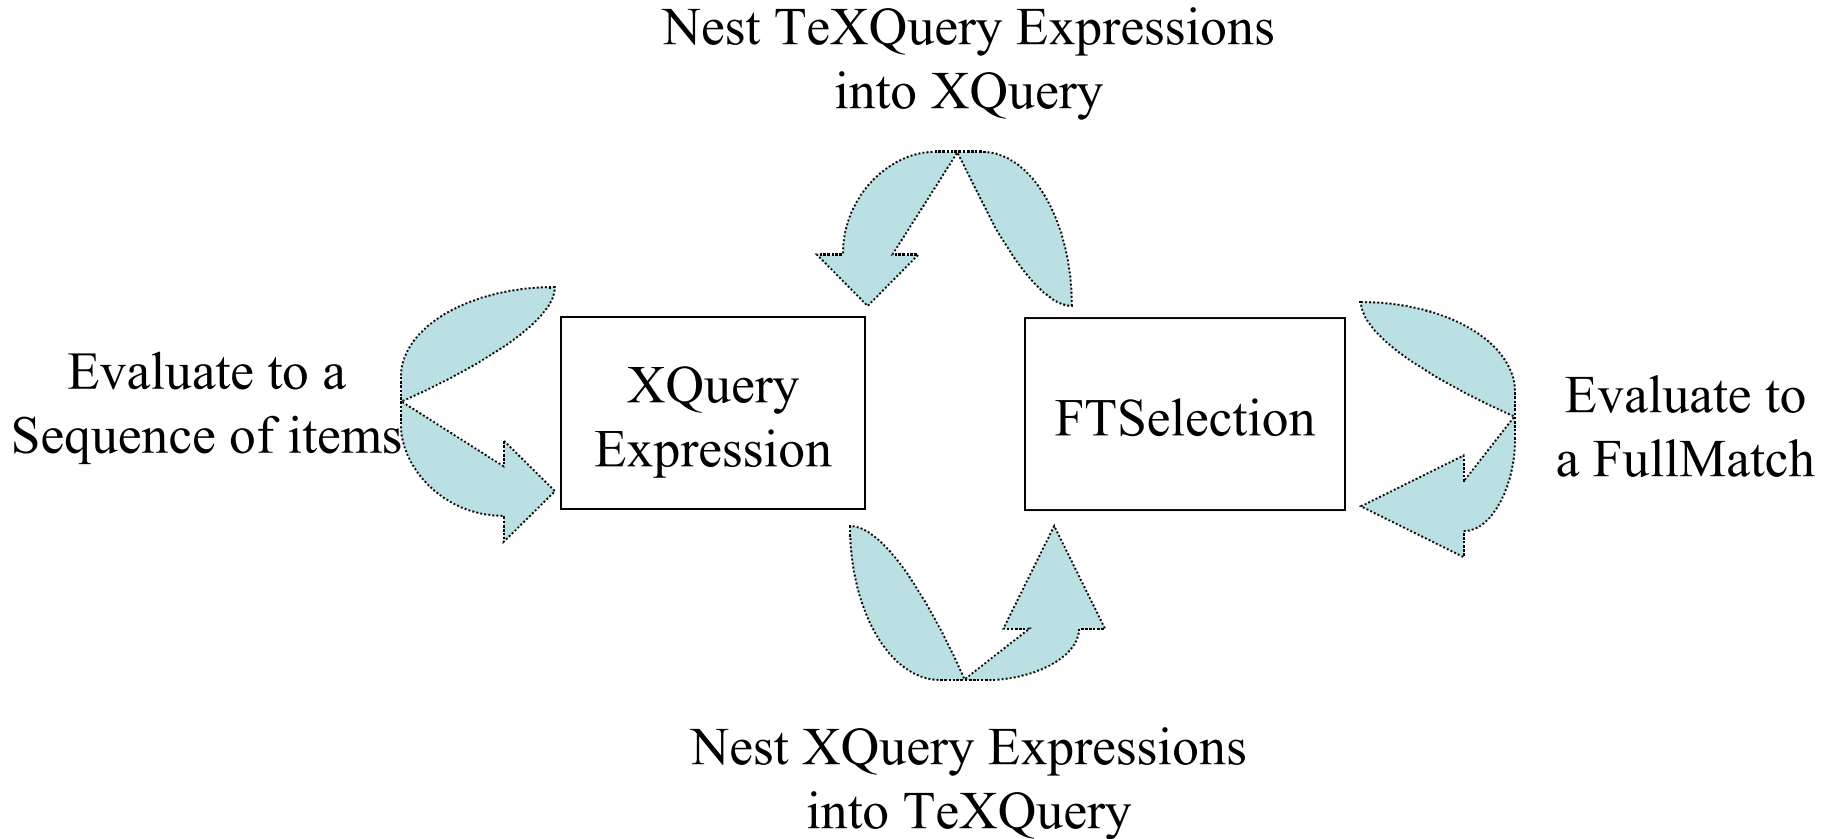 Nest TeXQuery Expressions
into XQuery
Evaluate to a
Sequence of items
XQuery
Expression
FTSelection
Evaluate to
a FullMatch
Nest XQuery Expressions
into TeXQuery